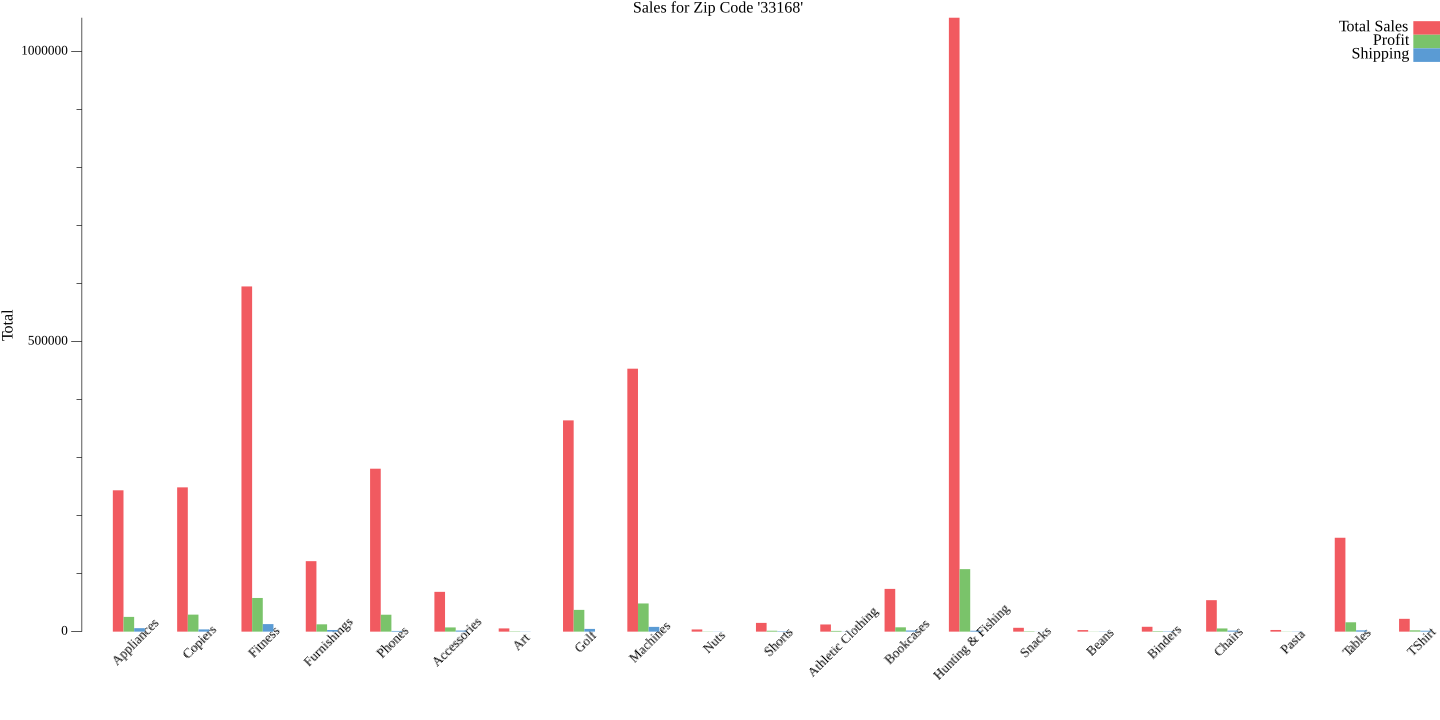 Sales for Zip Code '33168'
Total Sales
Profit
Shipping
1000000
500000
0
Total
Appliances
Copiers
Fitness
Furnishings
Phones
Accessories
Art
Golf
Machines
Nuts
Shorts
Athletic Clothing
Bookcases
Hunting & Fishing
Snacks
Beans
Binders
Chairs
Pasta
Tables
TShirt